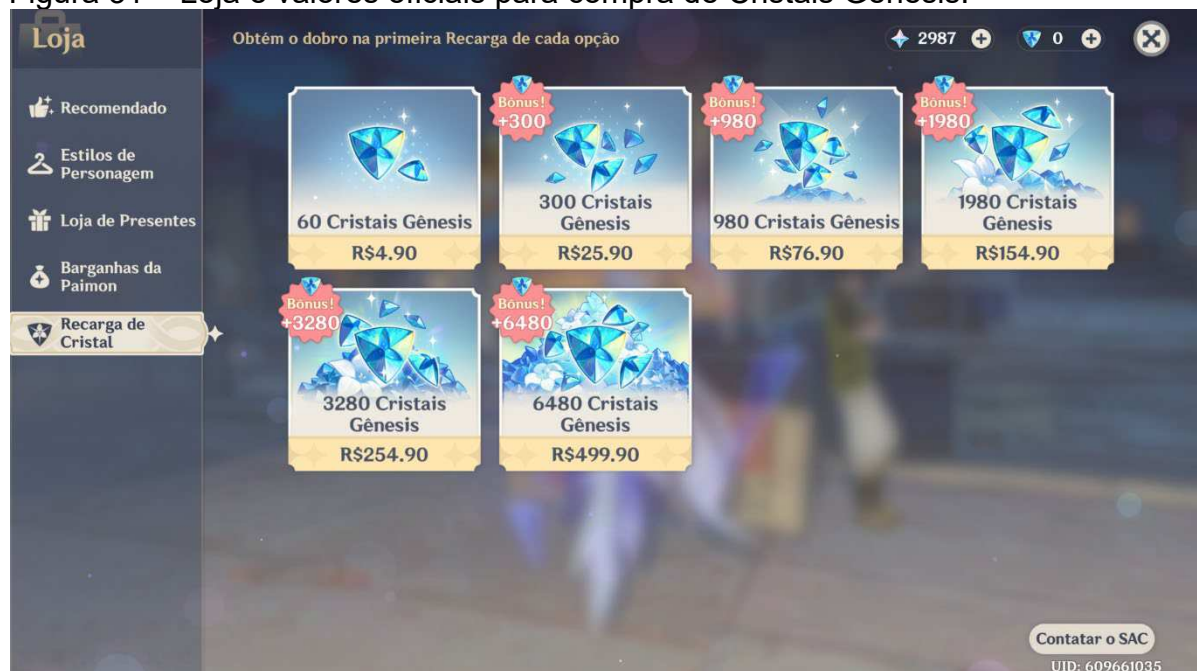 Loja
Obtém o dobro na primeira Recarga de cada opção
2987
0
Recomendado
Estilos de
Personagem
Loja de Presentes
Barganhas da
Paimon
Recarga de
Cristal
60 Cristais Gênesis
R$4.90
Bônus!
+300
300 Cristais
Gênesis
R$25.90
Bônus!
+980
980 Cristais Gênesis
R$76.90
Bônus!
+1980
1980 Cristais
Gênesis
R$154.90
Bônus!
+3280
3280 Cristais
Gênesis
R$254.90
Bônus!
+6480
6480 Cristais
Gênesis
R$499.90
Contatar o SAC
UID: 609661035